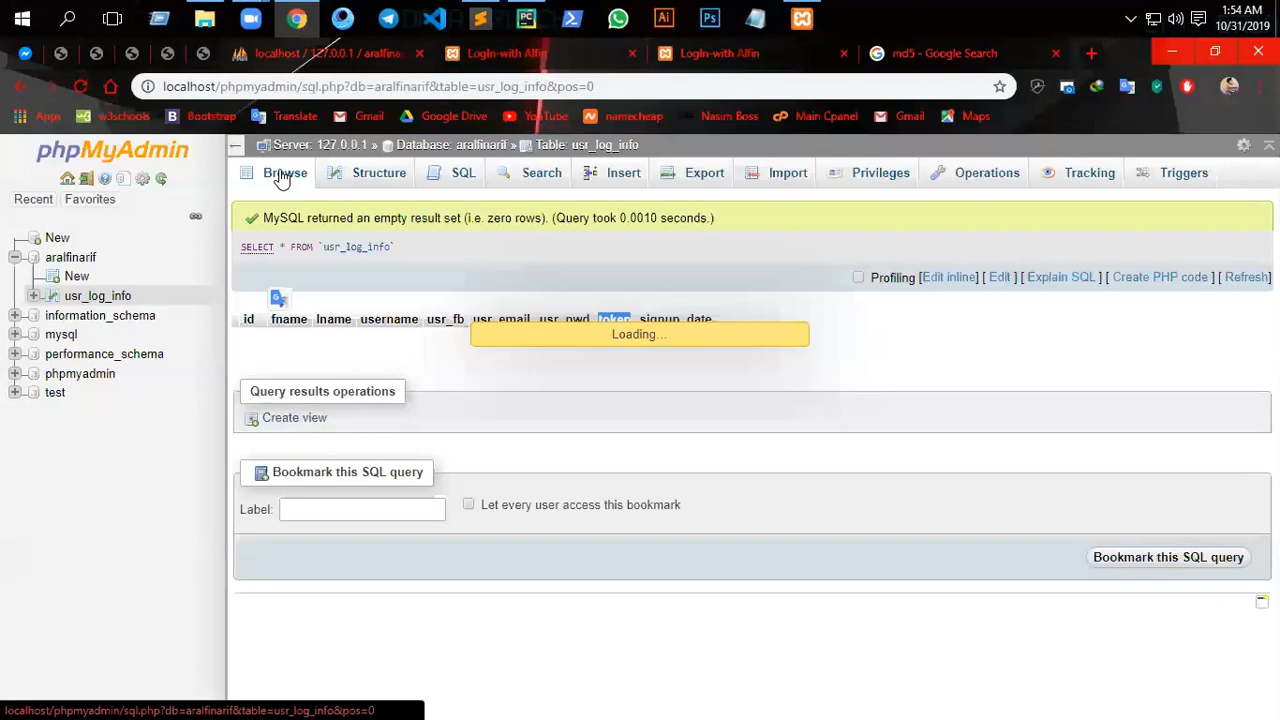 1:54 AM
10/31/2019
localhost / 127.0.0.1 / aralfina
LogIn-with Alfin
LogIn-with Alfin
md5 - Google Search
localhost/phpmyadmin/sql.php?db=aralfinarif&table=usr_log_info&pos=0
Apps w3schools Bootstrap Translate Gmail Google Drive YouTube namecheap Nasim Boss Main Cpanel Gmail Maps
phpMyAdmin
Recent Favorites
New
aralfinarif
New
usr_log_info
information_schema
mysql
performance_schema
phpmyadmin
test
Server: 127.0.0.1 » Database: aralfinarif » Table: usr_log_info
Browse Structure SQL Search Insert Export Import Privileges Operations Tracking Triggers
MySQL returned an empty result set (i.e. zero rows). (Query took 0.0010 seconds.)
SELECT * FROM `usr_log_info`
Profiling [Edit inline] [ Edit ] [ Explain SQL ] [ Create PHP code ] [ Refresh]
id fname lname username usr_fb usr_email usr_pwd token signup_date
Loading...
Query results operations
Create view
Bookmark this SQL query
Label:
Let every user access this bookmark
Bookmark this SQL query
localhost/phpmyadmin/sql.php?db=aralfinarif&table=usr_log_info&pos=0